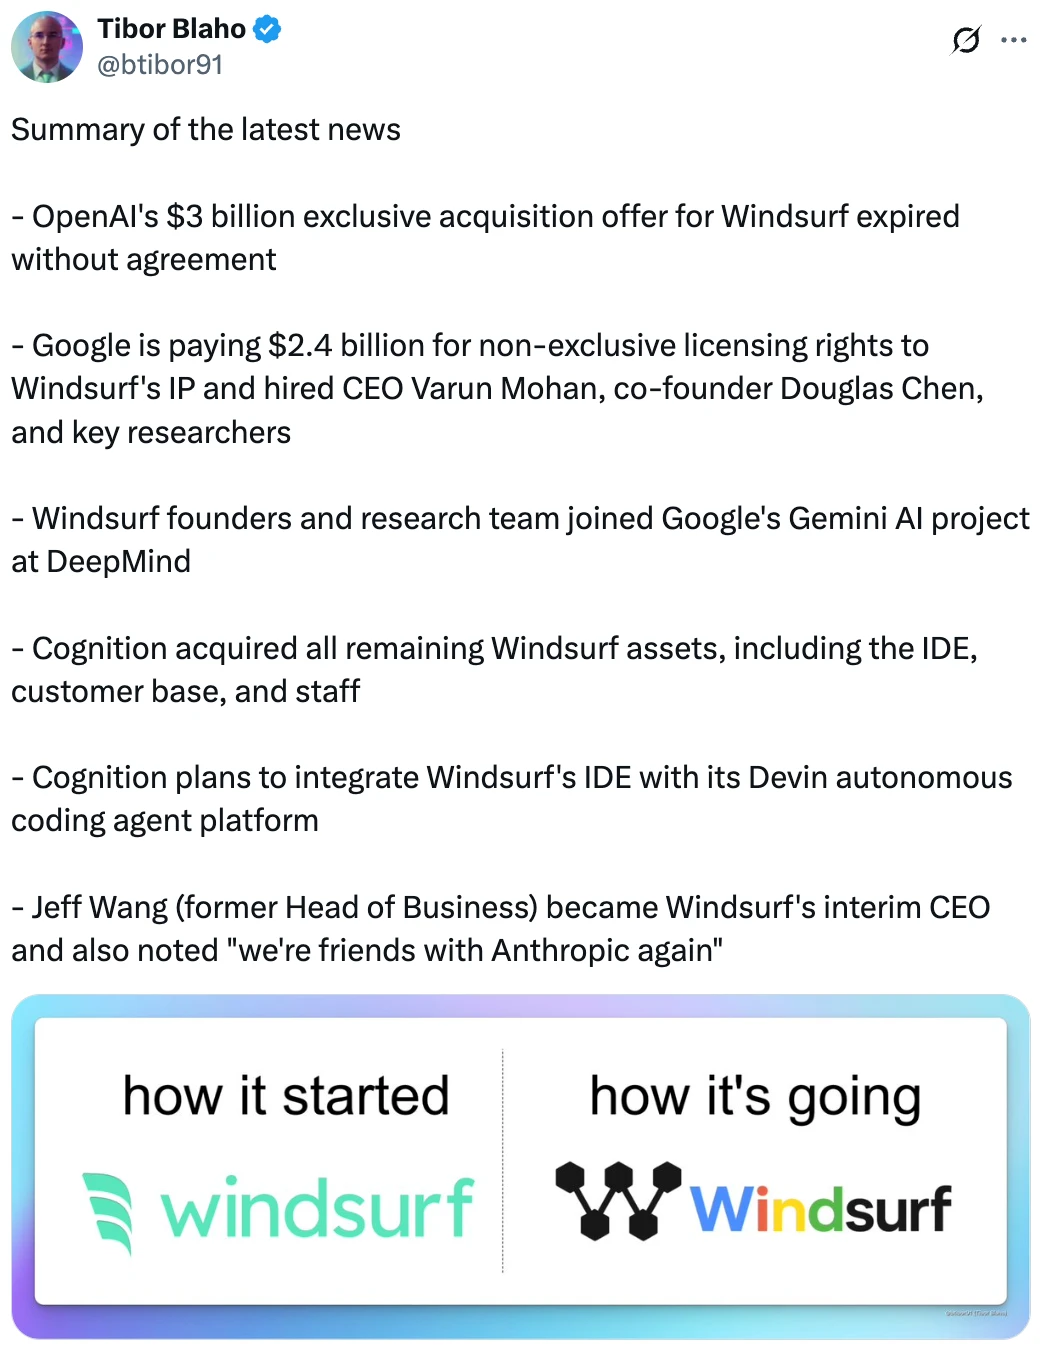 Tibor Blaho
@btibor91
Summary of the latest news
- OpenAI's $3 billion exclusive acquisition offer for Windsurf expired
without agreement
- Google is paying $2.4 billion for non-exclusive licensing rights to
Windsurf's IP and hired CEO Varun Mohan, co-founder Douglas Chen,
and key researchers
- Windsurf founders and research team joined Google's Gemini AI project
at DeepMind
- Cognition acquired all remaining Windsurf assets, including the IDE,
customer base, and staff
- Cognition plans to integrate Windsurf's IDE with its Devin autonomous
coding agent platform
- Jeff Wang (former Head of Business) became Windsurf's interim CEO
and also noted "we're friends with Anthropic again"
how it started
how it's going
windsurf
Windsurf
@btibor91 (Tibor Blaho)